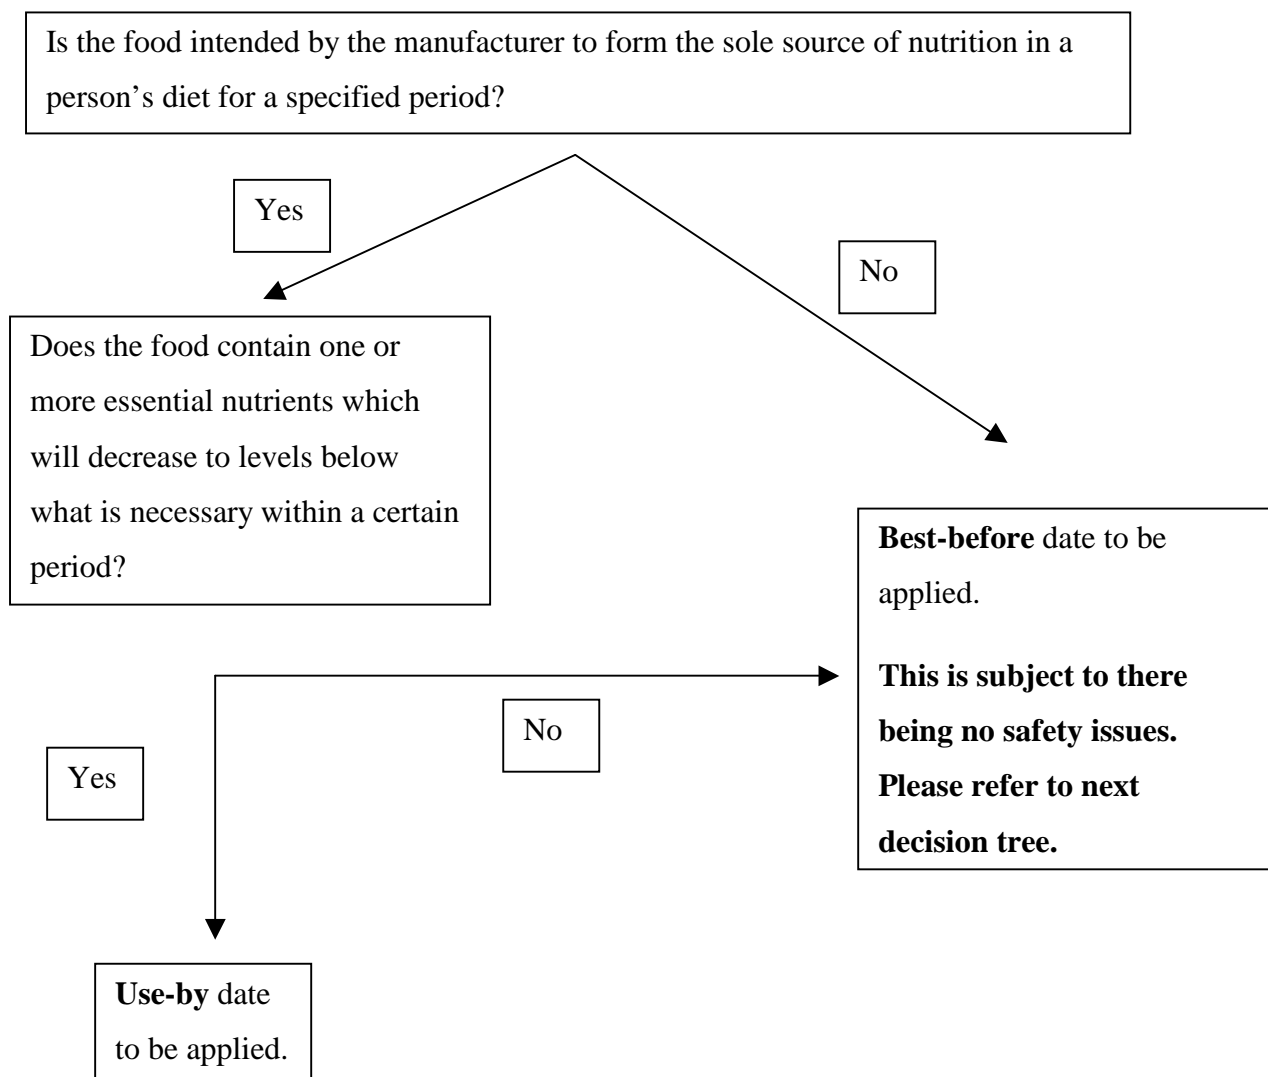 Is the food intended by the manufacturer to form the sole source of nutrition in a
person’s diet for a specified period?
Yes
No
Does the food contain one or
more essential nutrients which
will decrease to levels below
what is necessary within a certain
period?
Best-before date to be
applied.
This is subject to there
being no safety issues.
Please refer to next
decision tree.
No
Yes
Use-by date
to be applied.